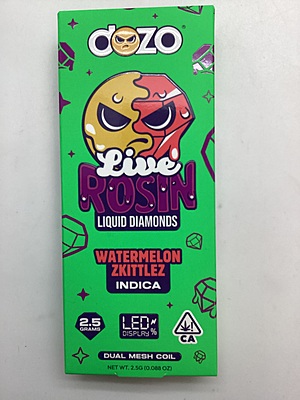 dOZO
Live
ROSIN
LIQUID DIAMONDS
WATERMELON
ZKITTLEZ
INDICA
2.5
GRAMS
LED
DISPLAY %
CA
DUAL MESH COIL
NET WT. 2.5G (0.088 OZ)